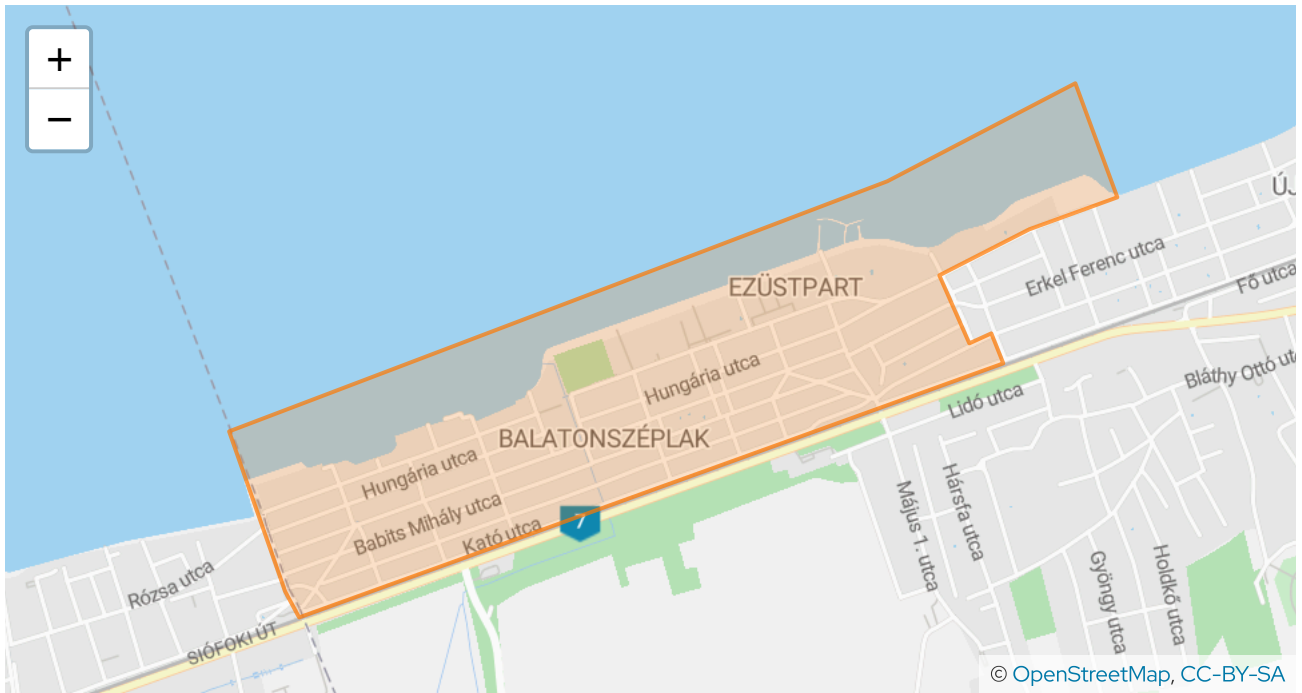 +
−
ÚJ
Erkel Ferenc utca
Fő utca
EZÜSTPART
Hungária utca
Bláthy Ottó ut
Lidó utca
BALATONSZÉPLAK
Hungária utca
Babits Mihály utca
Kató utca
7
Május 1. utca
Hársfa utca
Gyöngy utca
Holdkő utca
Rózsa utca
SIÓFOKI ÚT
© OpenStreetMap, CC-BY-SA